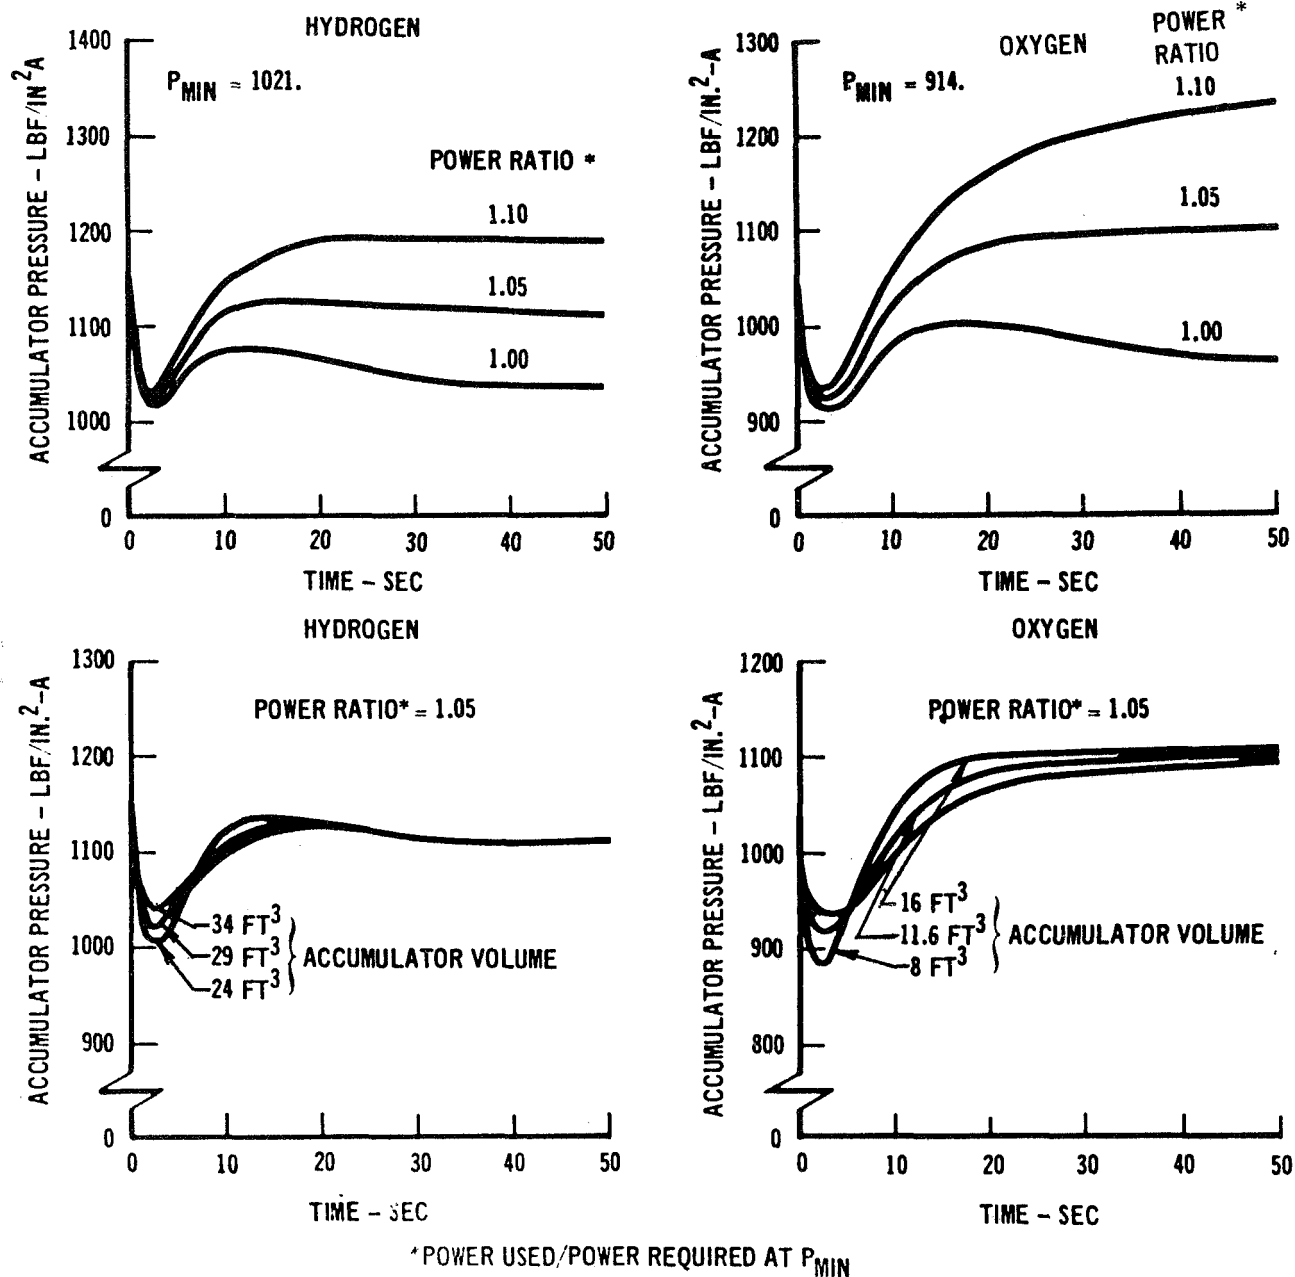 HYDROGEN
ACCUMULATOR PRESSURE – LBF/IN²A
1400
1300
1200
1100
1000
0
P_MIN = 1021.
POWER RATIO *
1.10
1.05
1.00
0 10 20 30 40 50
TIME – SEC
OXYGEN
POWER *
RATIO
ACCUMULATOR PRESSURE – LBF/IN.²–A
1300
1200
1100
1000
900
0
P_MIN = 914.
1.10
1.05
1.00
0 10 20 30 40 50
TIME – SEC
HYDROGEN
ACCUMULATOR PRESSURE – LBF/IN.²–A
1300
1200
1100
1000
900
0
POWER RATIO* = 1.05
34 FT³
29 FT³
24 FT³
ACCUMULATOR VOLUME
0 10 20 30 40 50
TIME – SEC
OXYGEN
ACCUMULATOR PRESSURE – LBF/IN.²–A
1200
1100
1000
900
800
0
POWER RATIO* = 1.05
16 FT³
11.6 FT³
8 FT³
ACCUMULATOR VOLUME
0 10 20 30 40 50
TIME – SEC
*POWER USED/POWER REQUIRED AT P_MIN